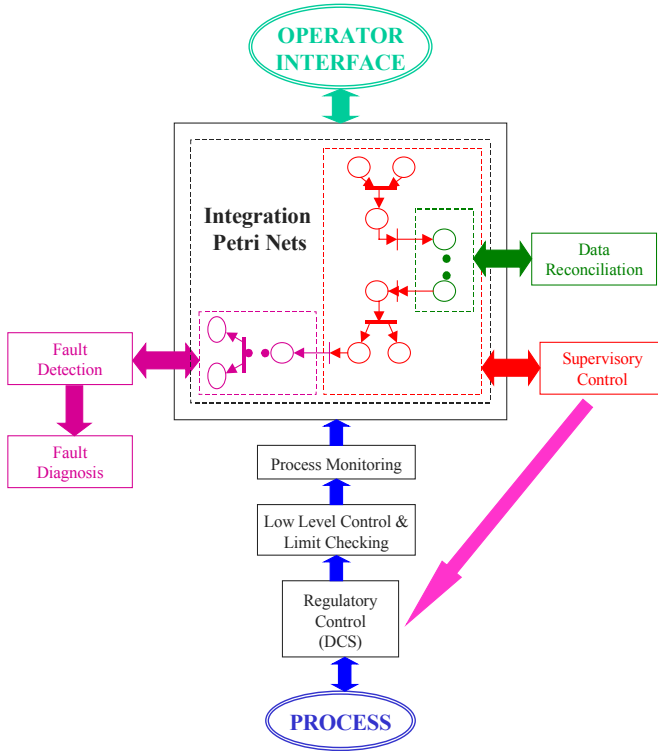 OPERATOR
INTERFACE
Integration
Petri Nets
Data
Reconciliation
Fault
Detection
Supervisory
Control
Fault
Diagnosis
Process Monitoring
Low Level Control &
Limit Checking
Regulatory
Control
(DCS)
PROCESS